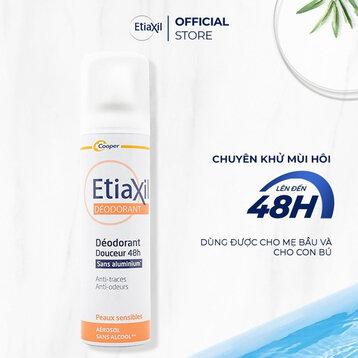 EtiaXil
OFFICIAL
STORE
Cooper
EtiaXil
DÉODORANT
Déodorant
Douceur 48h
Sans aluminium
Anti-traces
Anti-odeurs
Peaux sensibles
AÉROSOL
SANS ALCOOL
CHUYÊN KHỬ MÙI HÔI
LÊN ĐẾN
48H
DÙNG ĐƯỢC CHO MẸ BẦU VÀ
CHO CON BÚ